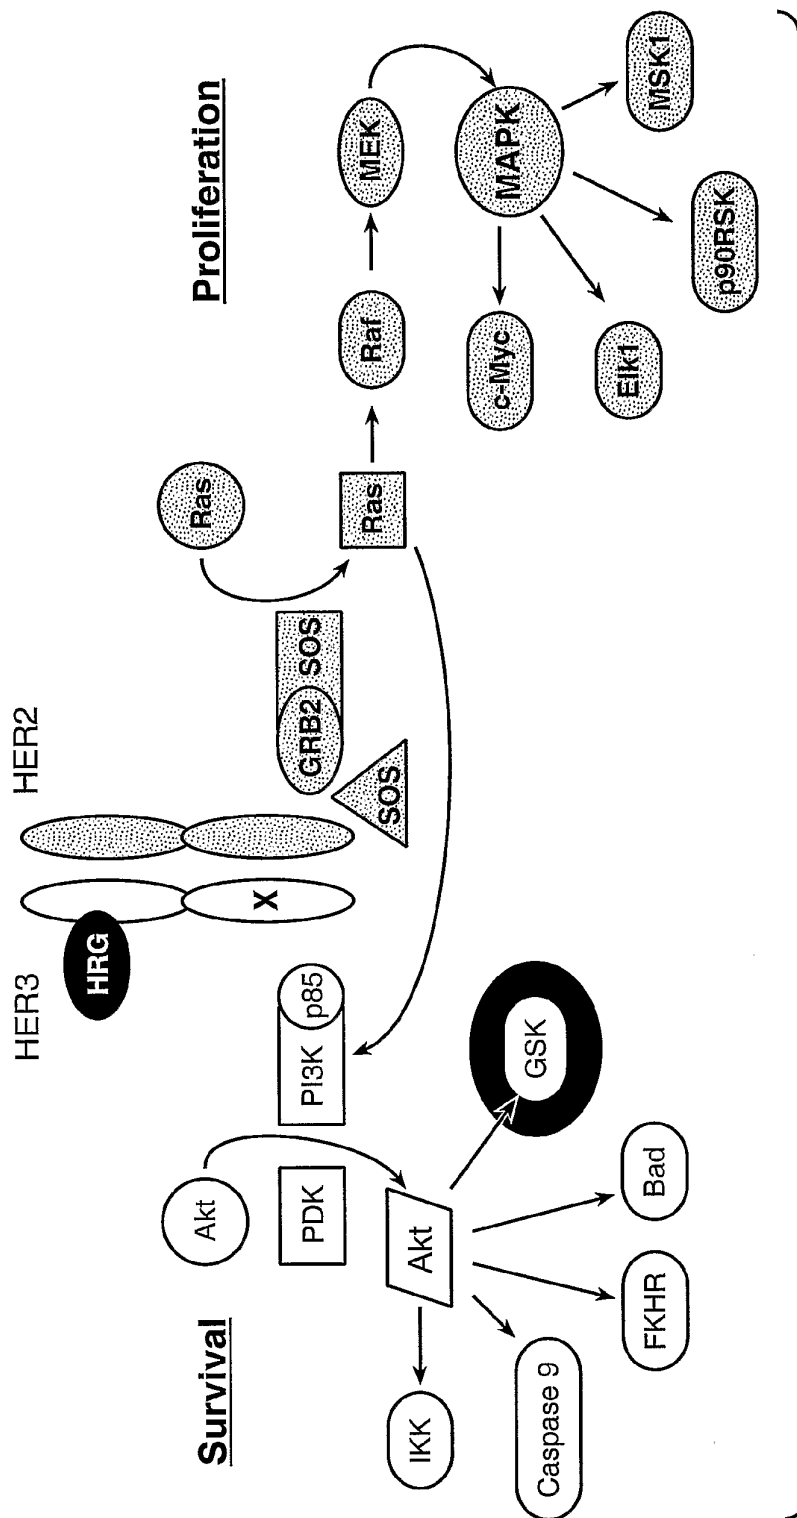 HER3
HER2
Survival
Proliferation
HRG
X
Akt
PDK
PI3K
p85
GRB2
SOS
SOS
Ras
Ras
Raf
MEK
MAPK
Akt
IKK
Caspase 9
FKHR
Bad
GSK
c-Myc
Elk1
p90RSK
MSK1